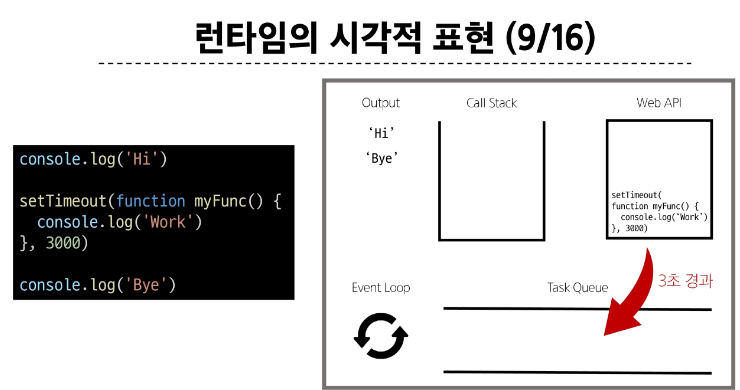 런타임의 시각적 표현 (9/16)
console.log('Hi')
setTimeout(function myFunc() {
  console.log('Work')
}, 3000)
console.log('Bye')
Output
'Hi'
'Bye'
Call Stack
Web API
setTimeout(
function myFunc() {
  console.log('Work')
}, 3000)
3초 경과
Event Loop
Task Queue